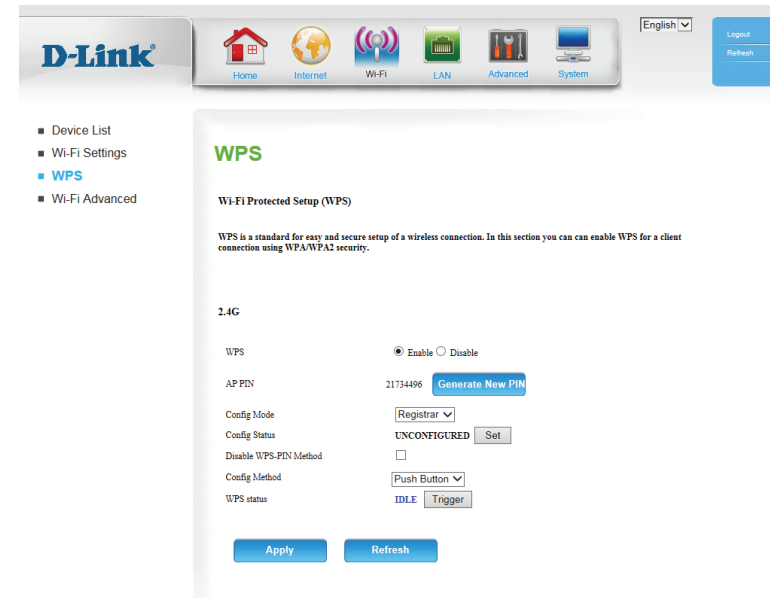 English
Logout
Refresh
D-Link
Home Internet Wi-Fi LAN Advanced System
Device List
Wi-Fi Settings
WPS
Wi-Fi Advanced
WPS
Wi-Fi Protected Setup (WPS)
WPS is a standard for easy and secure setup of a wireless connection. In this section you can can enable WPS for a client
connection using WPA/WPA2 security.
2.4G
WPS Enable Disable
AP PIN 21734496 Generate New PIN
Config Mode Registrar
Config Status UNCONFIGURED Set
Disable WPS-PIN Method
Config Method Push Button
WPS status IDLE Trigger
Apply Refresh